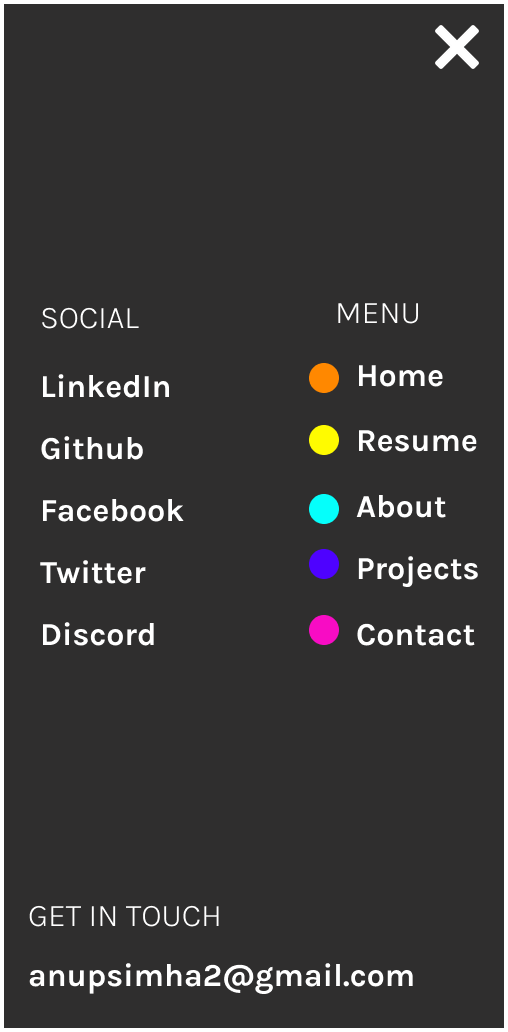 SOCIAL
LinkedIn
Github
Facebook
Twitter
Discord
MENU
Home
Resume
About
Projects
Contact
GET IN TOUCH
anupsimha2@gmail.com